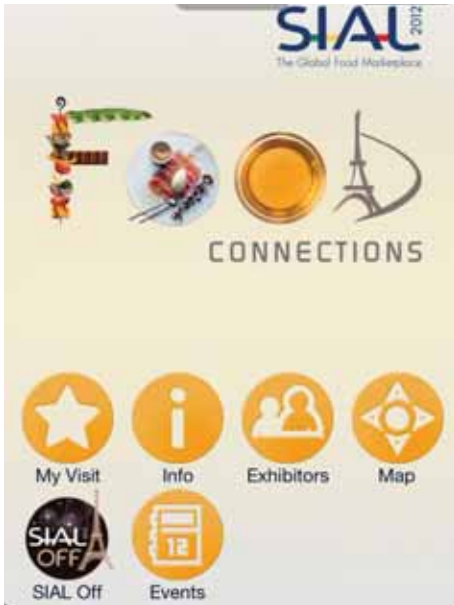 SIAL 2012
The Global Food Marketplace
FOOD
CONNECTIONS
My Visit
Info
Exhibitors
Map
SIAL
OFF
12
SIAL Off
Events